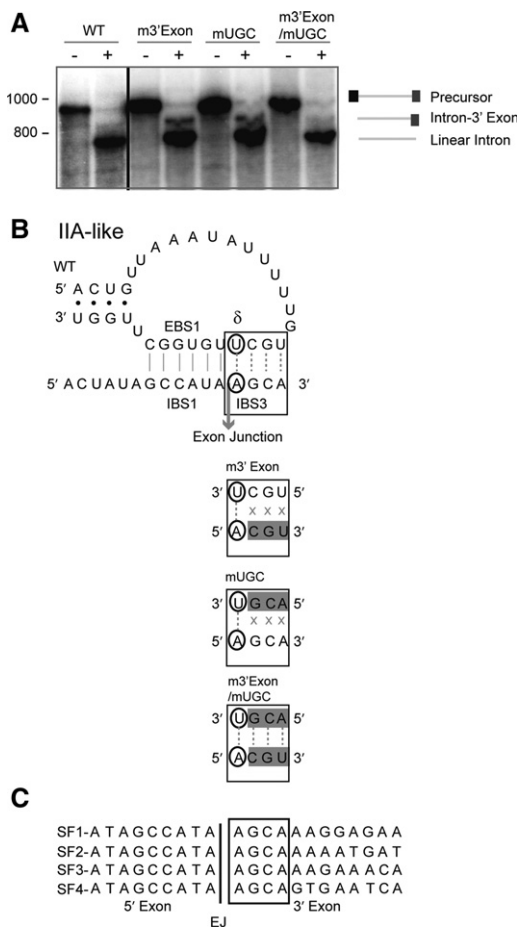 A
WT m3'Exon mUGC m3'Exon /mUGC
- + - + - + - +
1000 –
800 –
Precursor
Intron-3' Exon
Linear Intron
B
IIA-like
WT
U U A A A U A U U U U G
5' A C U G
3' U G G U U
EBS1 δ
C G G U G U U C G U
5' A C U A U A G C C A U A A G C A 3'
IBS1 IBS3
Exon Junction
m3' Exon
3' U C G U 5'
x x x
5' A C G U 3'
mUGC
3' U G C A 5'
x x x
5' A G C A 3'
m3'Exon
/mUGC
3' U G C A 5'
5' A C G U 3'
C
SF1-A T A G C C A T A A G C A A A G G A G A A
SF2-A T A G C C A T A A G C A A A A A T G A T
SF3-A T A G C C A T A A G C A A A G A A A C A
SF4-A T A G C C A T A A G C A G T G A A T C A
5' Exon 3' Exon
EJ